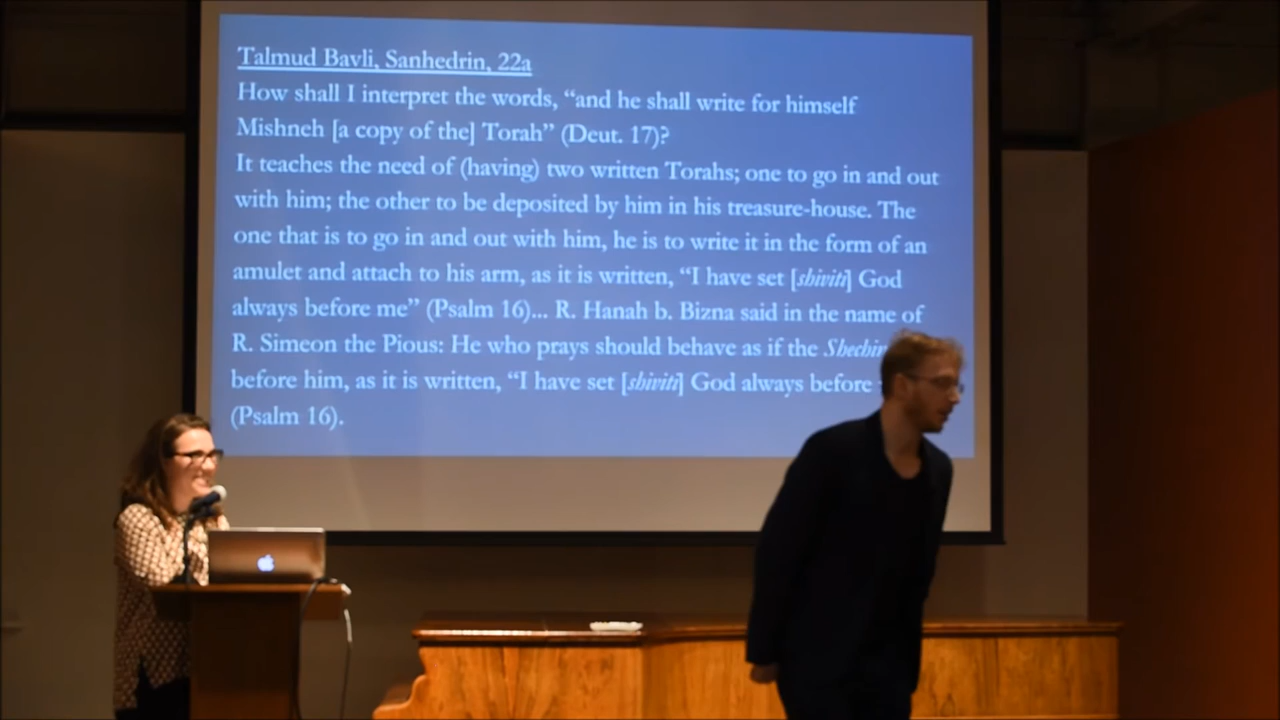 Talmud Bavli, Sanhedrin, 22a
How shall I interpret the words, “and he shall write for himself
Mishneh [a copy of the] Torah” (Deut. 17)?
It teaches the need of (having) two written Torahs; one to go in and out
with him; the other to be deposited by him in his treasure-house. The
one that is to go in and out with him, he is to write it in the form of an
amulet and attach to his arm, as it is written, “I have set [shiviti] God
always before me” (Psalm 16)... R. Hanah b. Bizna said in the name of
R. Simeon the Pious: He who prays should behave as if the
before him, as it is written, “I have set [shiviti] God always before
(Psalm 16).